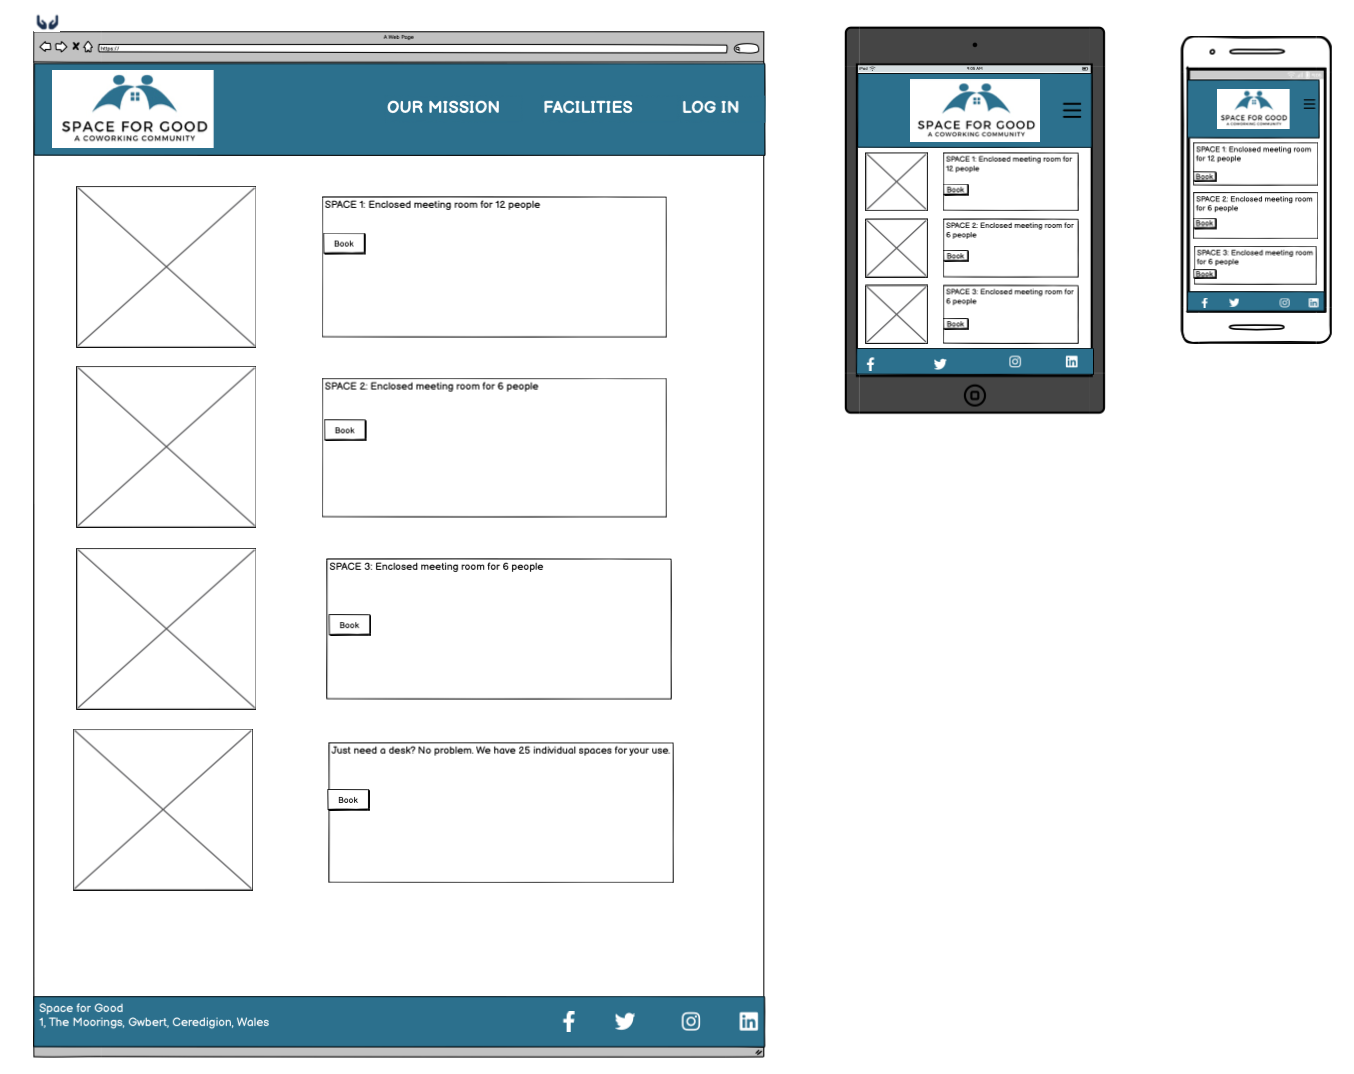 A Web Page
https://
SPACE FOR GOOD
A COWORKING COMMUNITY
OUR MISSION
FACILITIES
LOG IN
SPACE 1: Enclosed meeting room for 12 people
Book
SPACE 2: Enclosed meeting room for 6 people
Book
SPACE 3: Enclosed meeting room for 6 people
Book
Just need a desk? No problem. We have 25 individual spaces for your use.
Book
Space for Good
1, The Moorings, Gwbert, Ceredigion, Wales
iPad
9:06 AM
SPACE FOR GOOD
A COWORKING COMMUNITY
SPACE 1: Enclosed meeting room for
12 people
Book
SPACE 2: Enclosed meeting room for
6 people
Book
SPACE 3: Enclosed meeting room for
6 people
Book
SPACE FOR GOOD
A COWORKING COMMUNITY
SPACE 1: Enclosed meeting room
for 12 people
Book
SPACE 2: Enclosed meeting room
for 6 people
Book
SPACE 3: Enclosed meeting room
for 6 people
Book